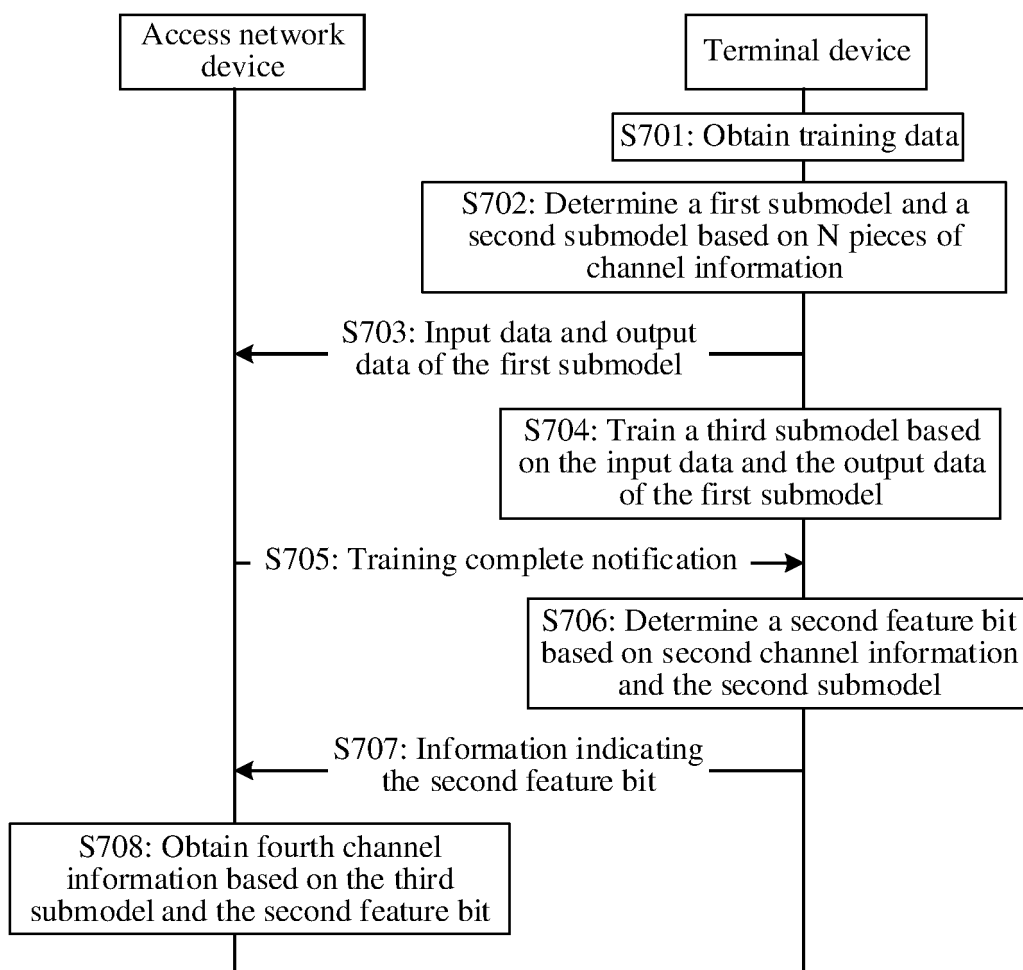 Access network
device
Terminal device
S701: Obtain training data
S702: Determine a first submodel and a
second submodel based on N pieces of
channel information
S703: Input data and output
data of the first submodel
S704: Train a third submodel based
on the input data and the output data
of the first submodel
S705: Training complete notification
S706: Determine a second feature bit
based on second channel information
and the second submodel
S707: Information indicating
the second feature bit
S708: Obtain fourth channel
information based on the third
submodel and the second feature bit